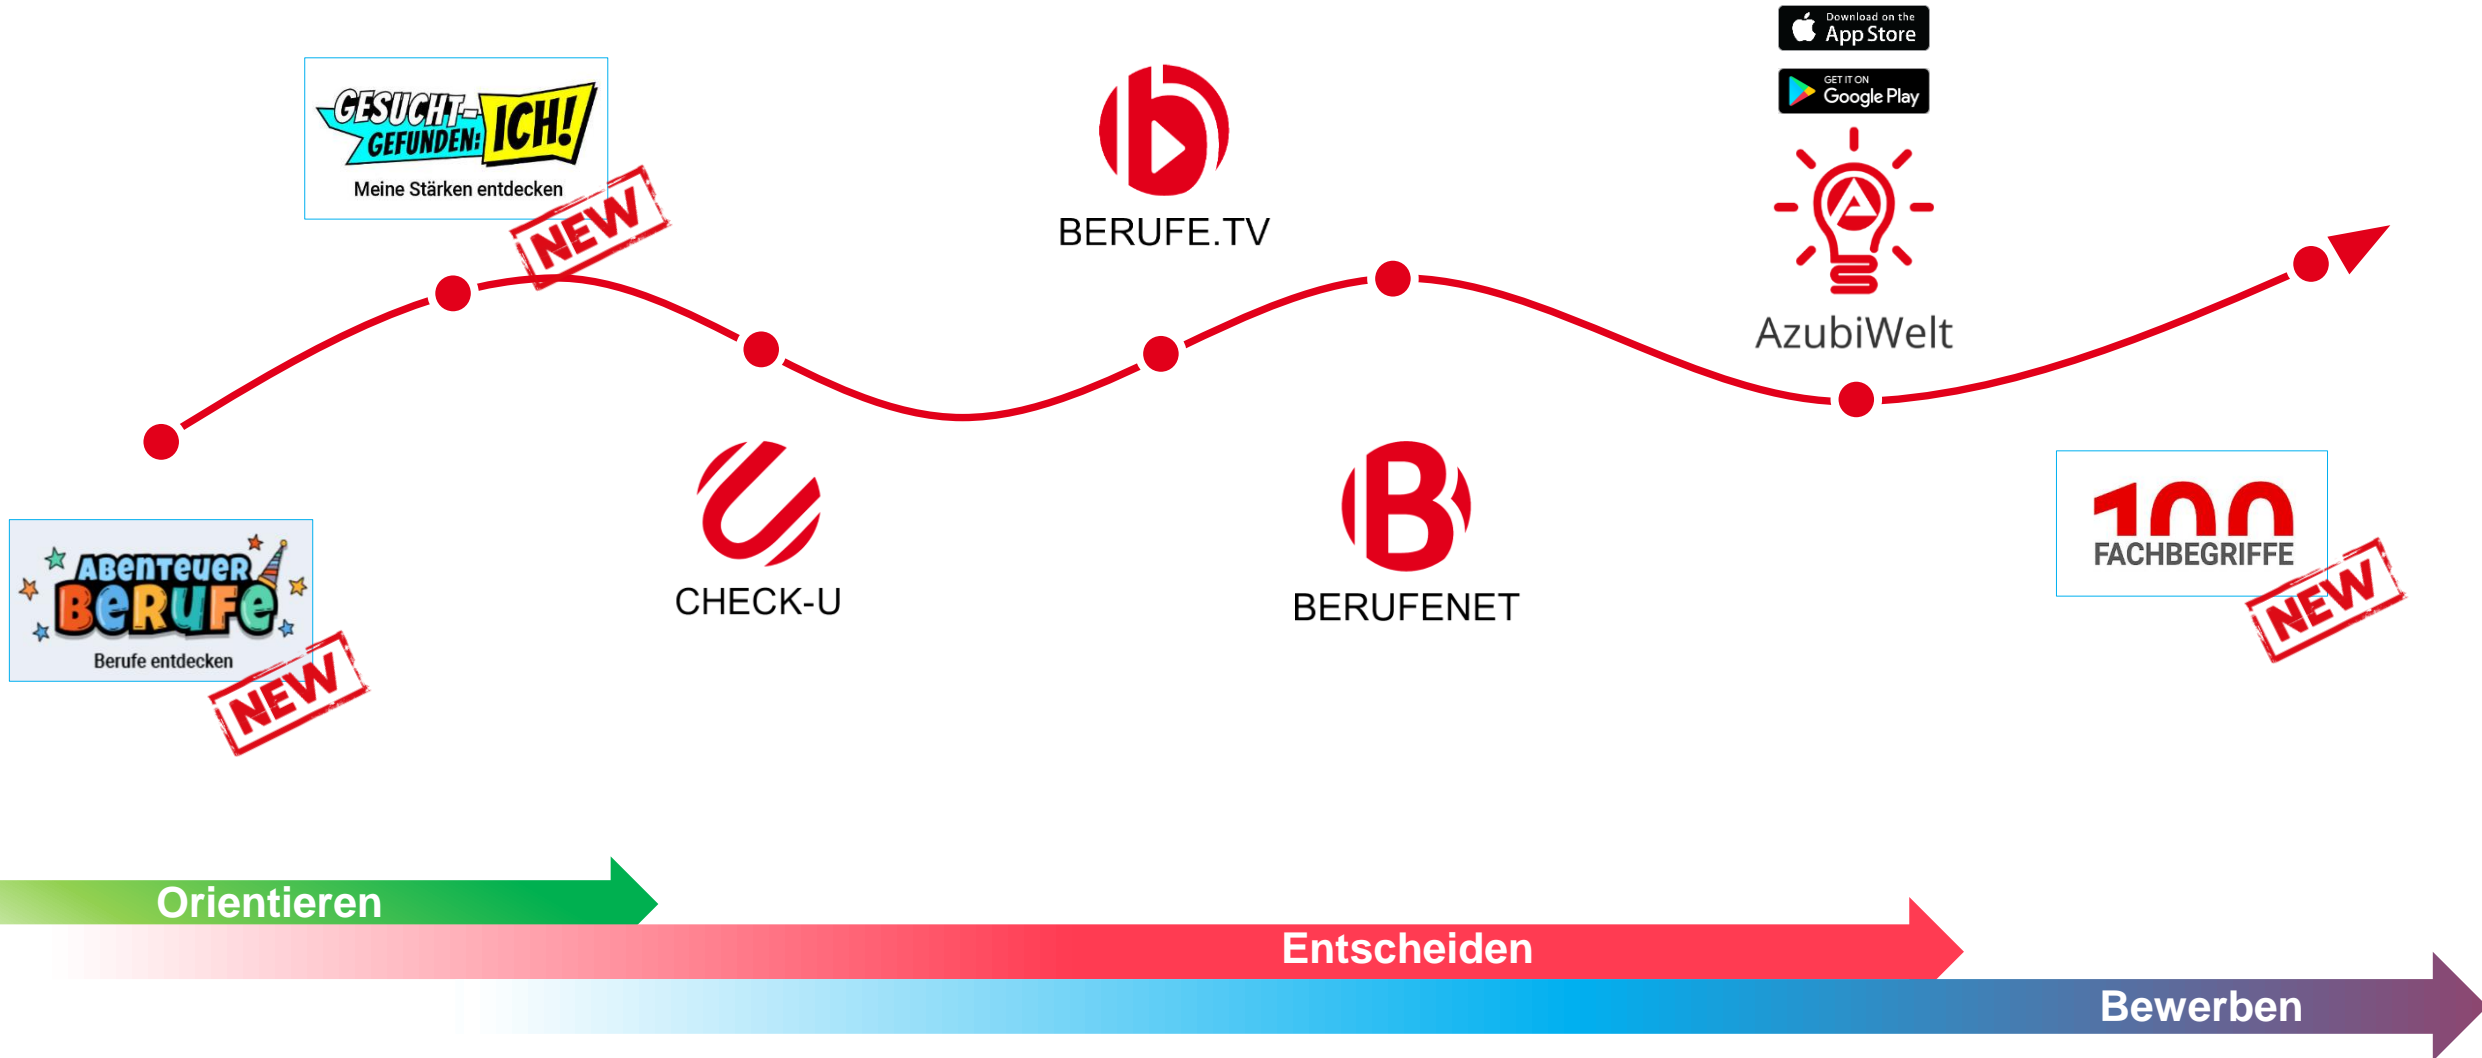 GESUCHT-
GEFUNDEN:
ICH!
Meine Stärken entdecken
NEW
BERUFE.TV
Download on the
App Store
GET IT ON
Google Play
AzubiWelt
ABENTEUER
BERUFE
Berufe entdecken
NEW
CHECK-U
BERUFENET
100
FACHBEGRIFFE
NEW
Orientieren
Entscheiden
Bewerben